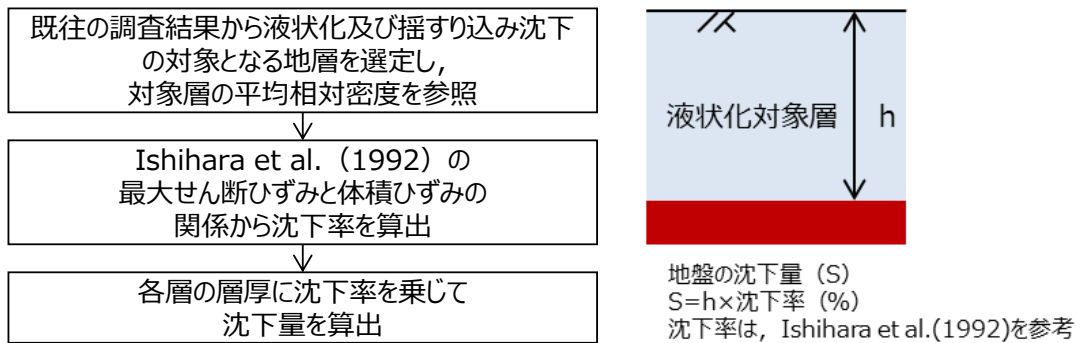 既往の調査結果から液状化及び揺すり込み沈下
の対象となる地層を選定し，
対象層の平均相対密度を参照
Ishihara et al.（1992）の
最大せん断ひずみと体積ひずみの
関係から沈下率を算出
各層の層厚に沈下率を乗じて
沈下量を算出
液状化対象層
h
地盤の沈下量（S）
S=h×沈下率（%）
沈下率は，Ishihara et al.(1992)を参考